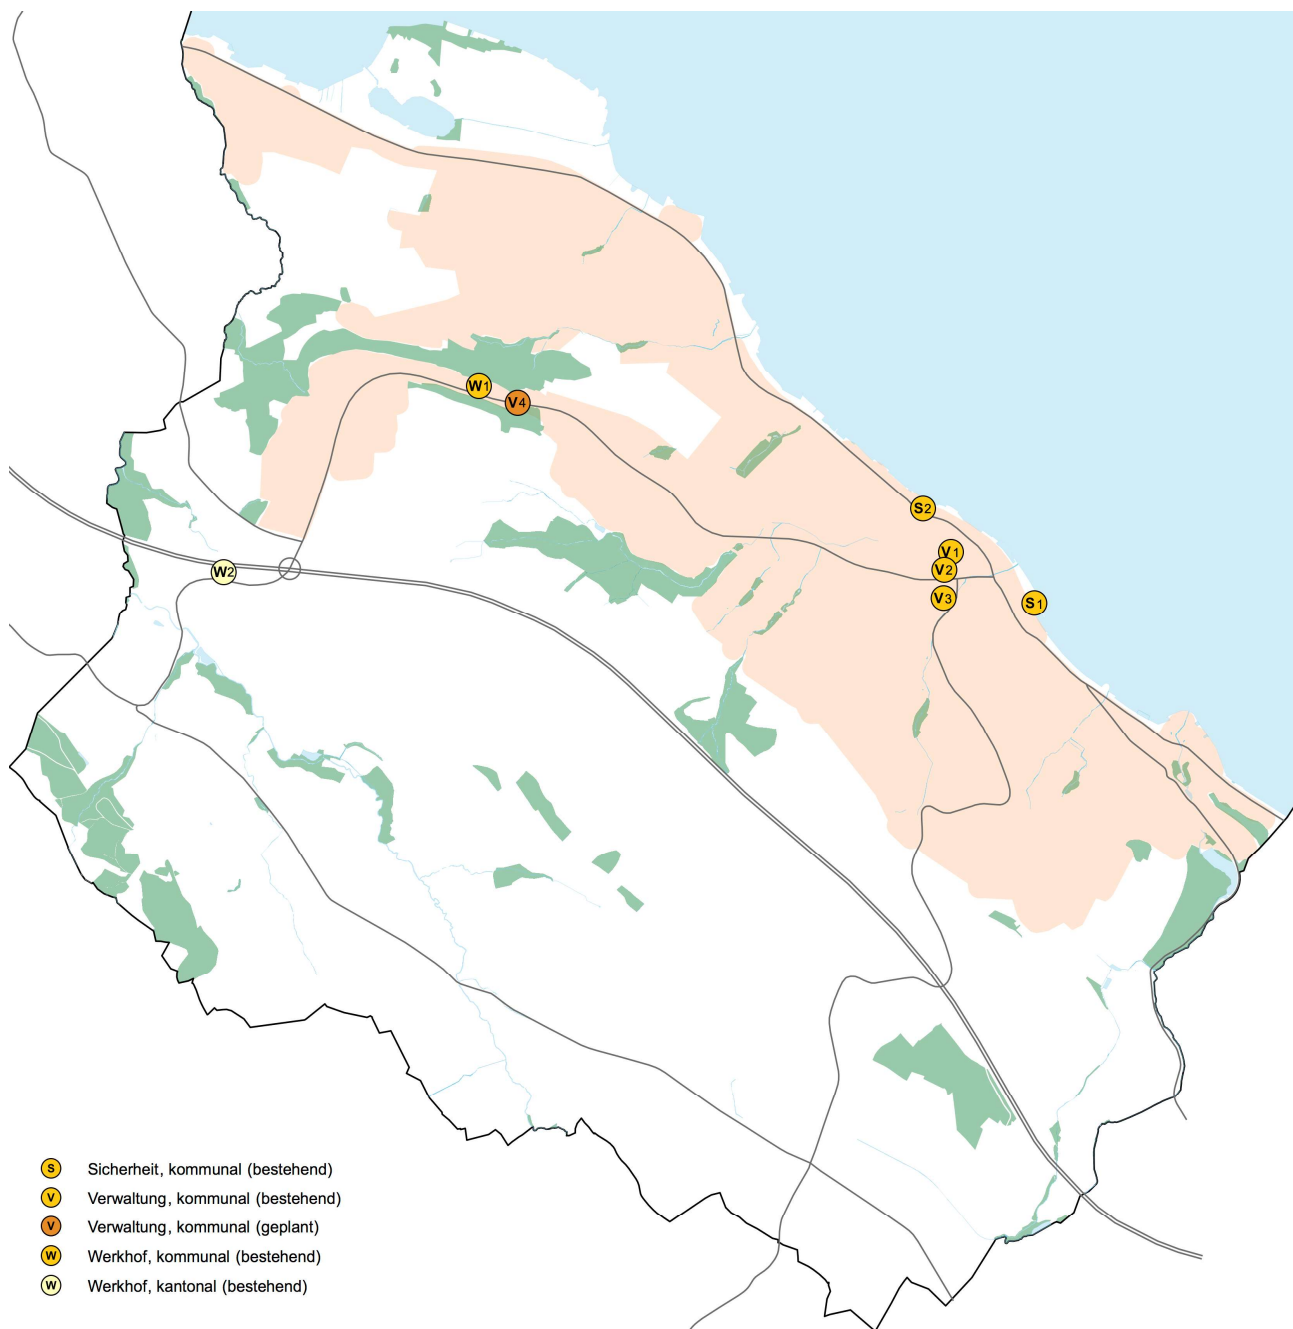 W1
V4
S2
V1
V2
W2
V3
S1
S Sicherheit, kommunal (bestehend)
V Verwaltung, kommunal (bestehend)
V Verwaltung, kommunal (geplant)
W Werkhof, kommunal (bestehend)
W Werkhof, kantonal (bestehend)